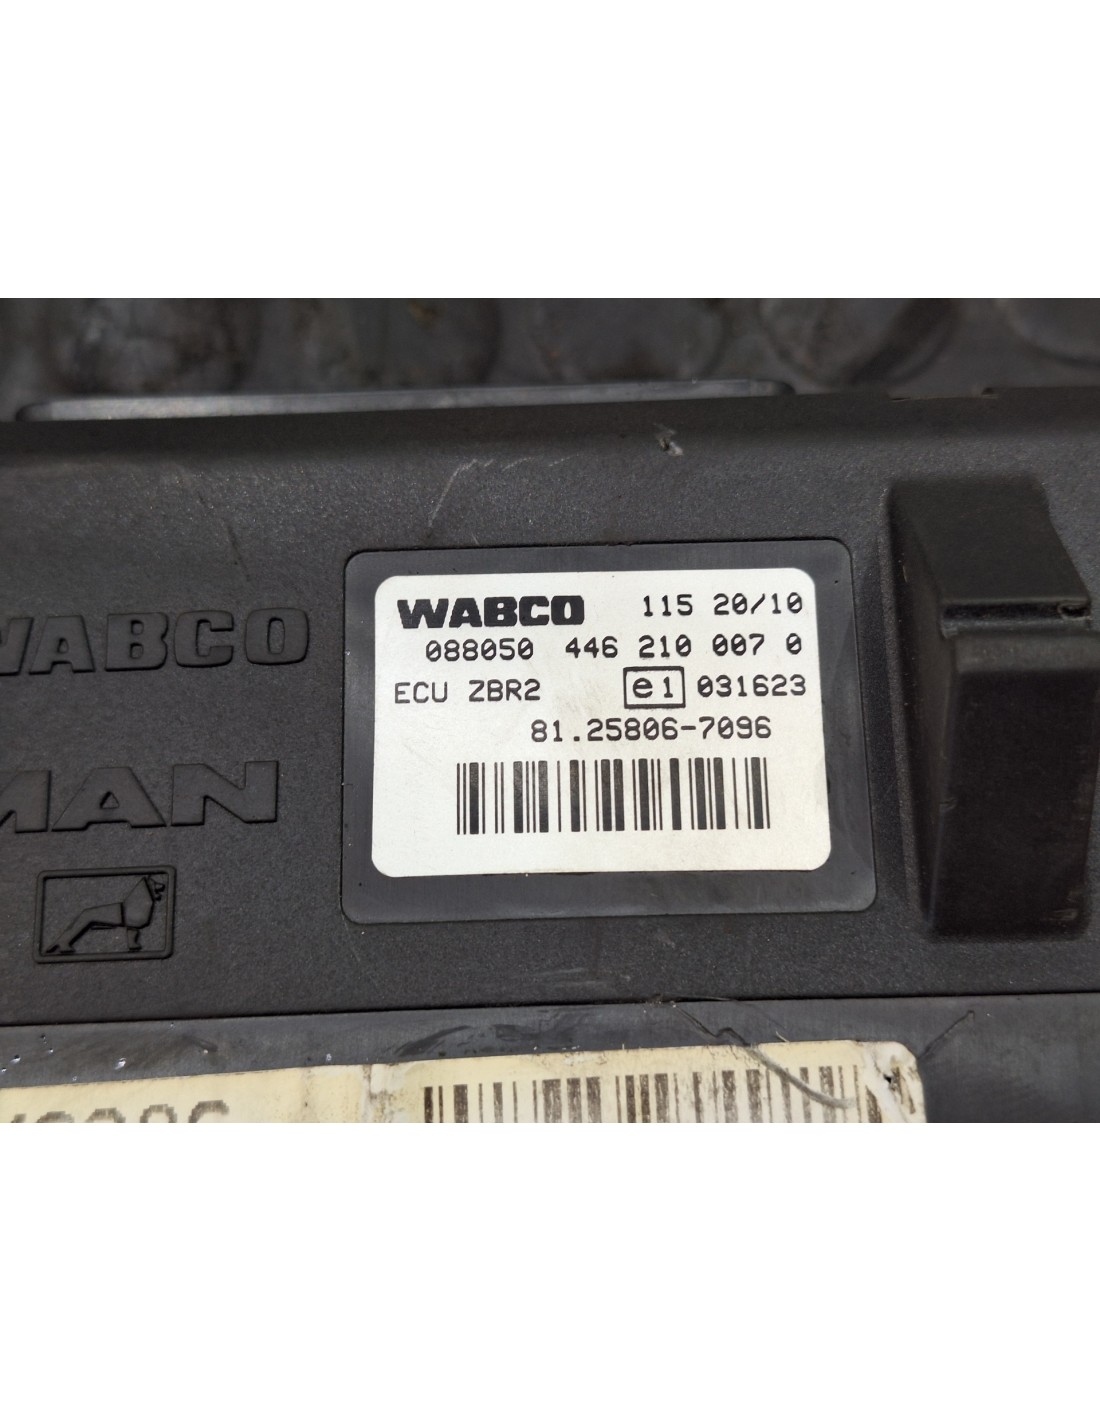 WABCO 115 20/10
088050 446 210 007 0
ECU ZBR2 e1 031623
81.25806-7096
WABCO
MAN